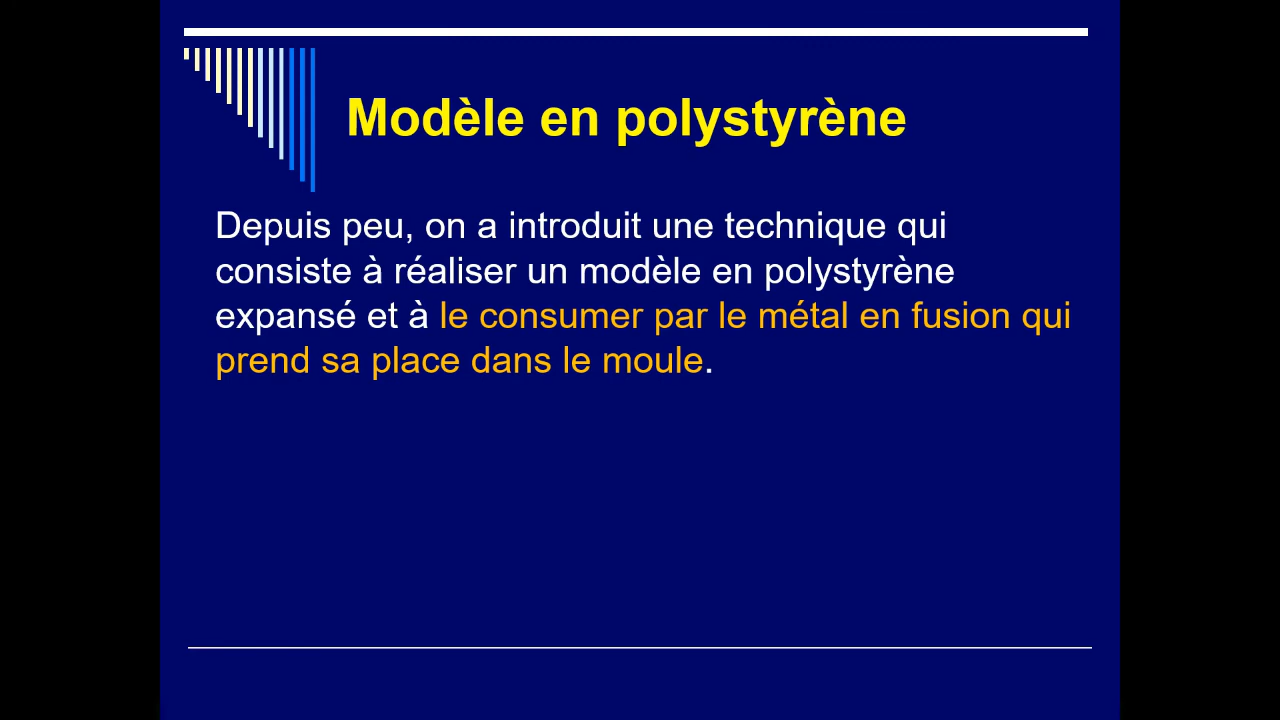 Modèle en polystyrène
Depuis peu, on a introduit une technique qui
consiste à réaliser un modèle en polystyrène
expansé et à le consumer par le métal en fusion qui
prend sa place dans le moule.